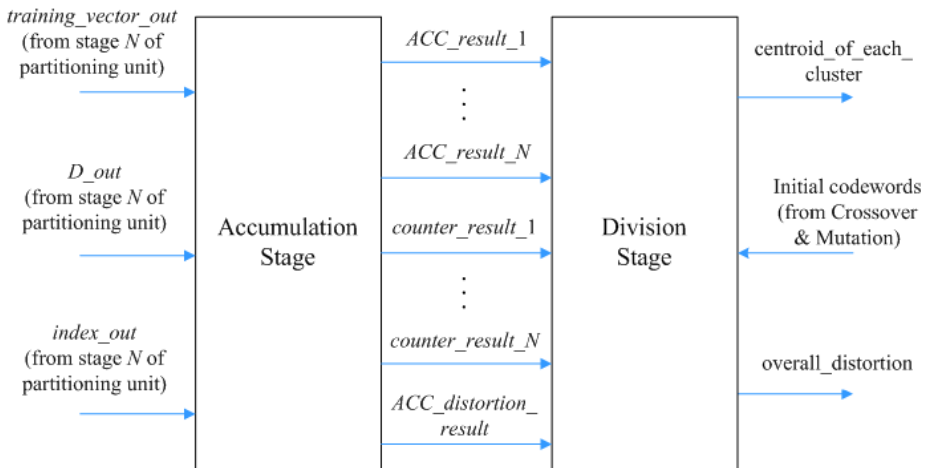 training_vector_out
(from stage N of
partitioning unit)
D_out
(from stage N of
partitioning unit)
index_out
(from stage N of
partitioning unit)
Accumulation
Stage
ACC_result_1
ACC_result_N
counter_result_1
counter_result_N
ACC_distortion_
result
Division
Stage
centroid_of_each_
cluster
Initial codewords
(from Crossover
& Mutation)
overall_distortion